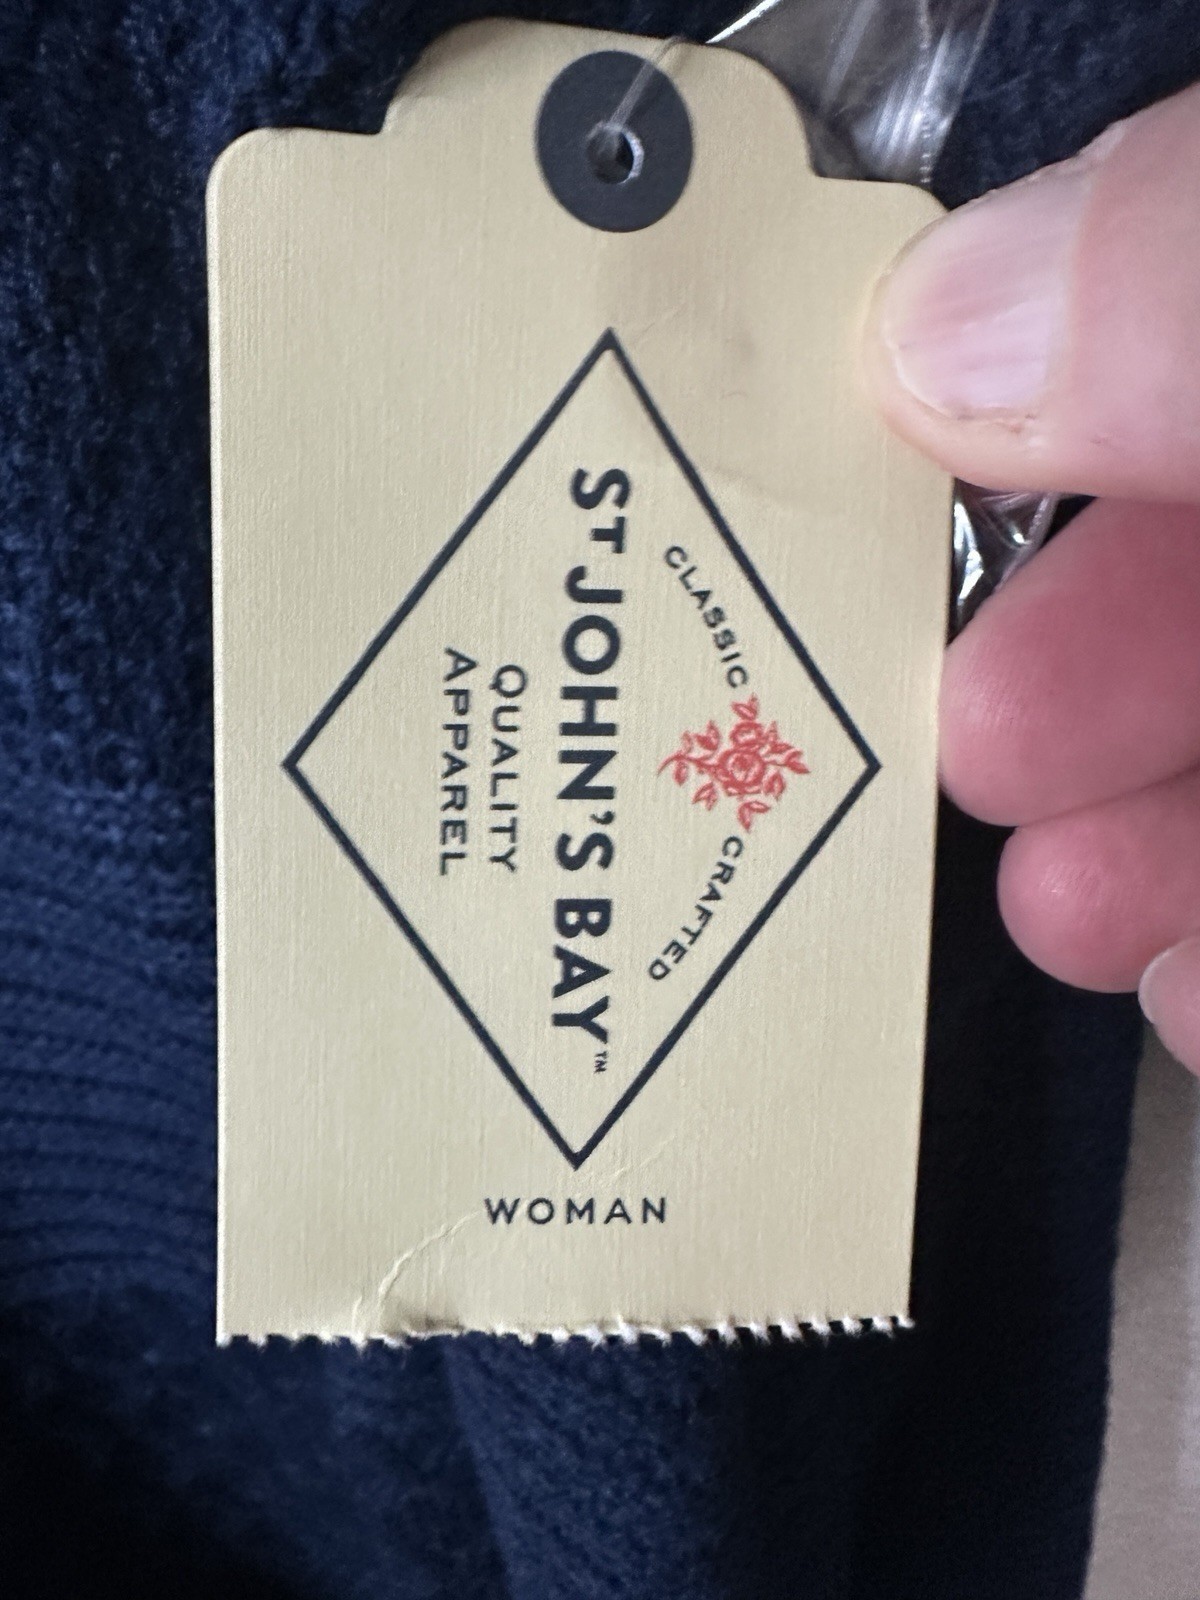 CLASSIC CRAFTED
ST JOHN'S BAY™
QUALITY
APPAREL
WOMAN